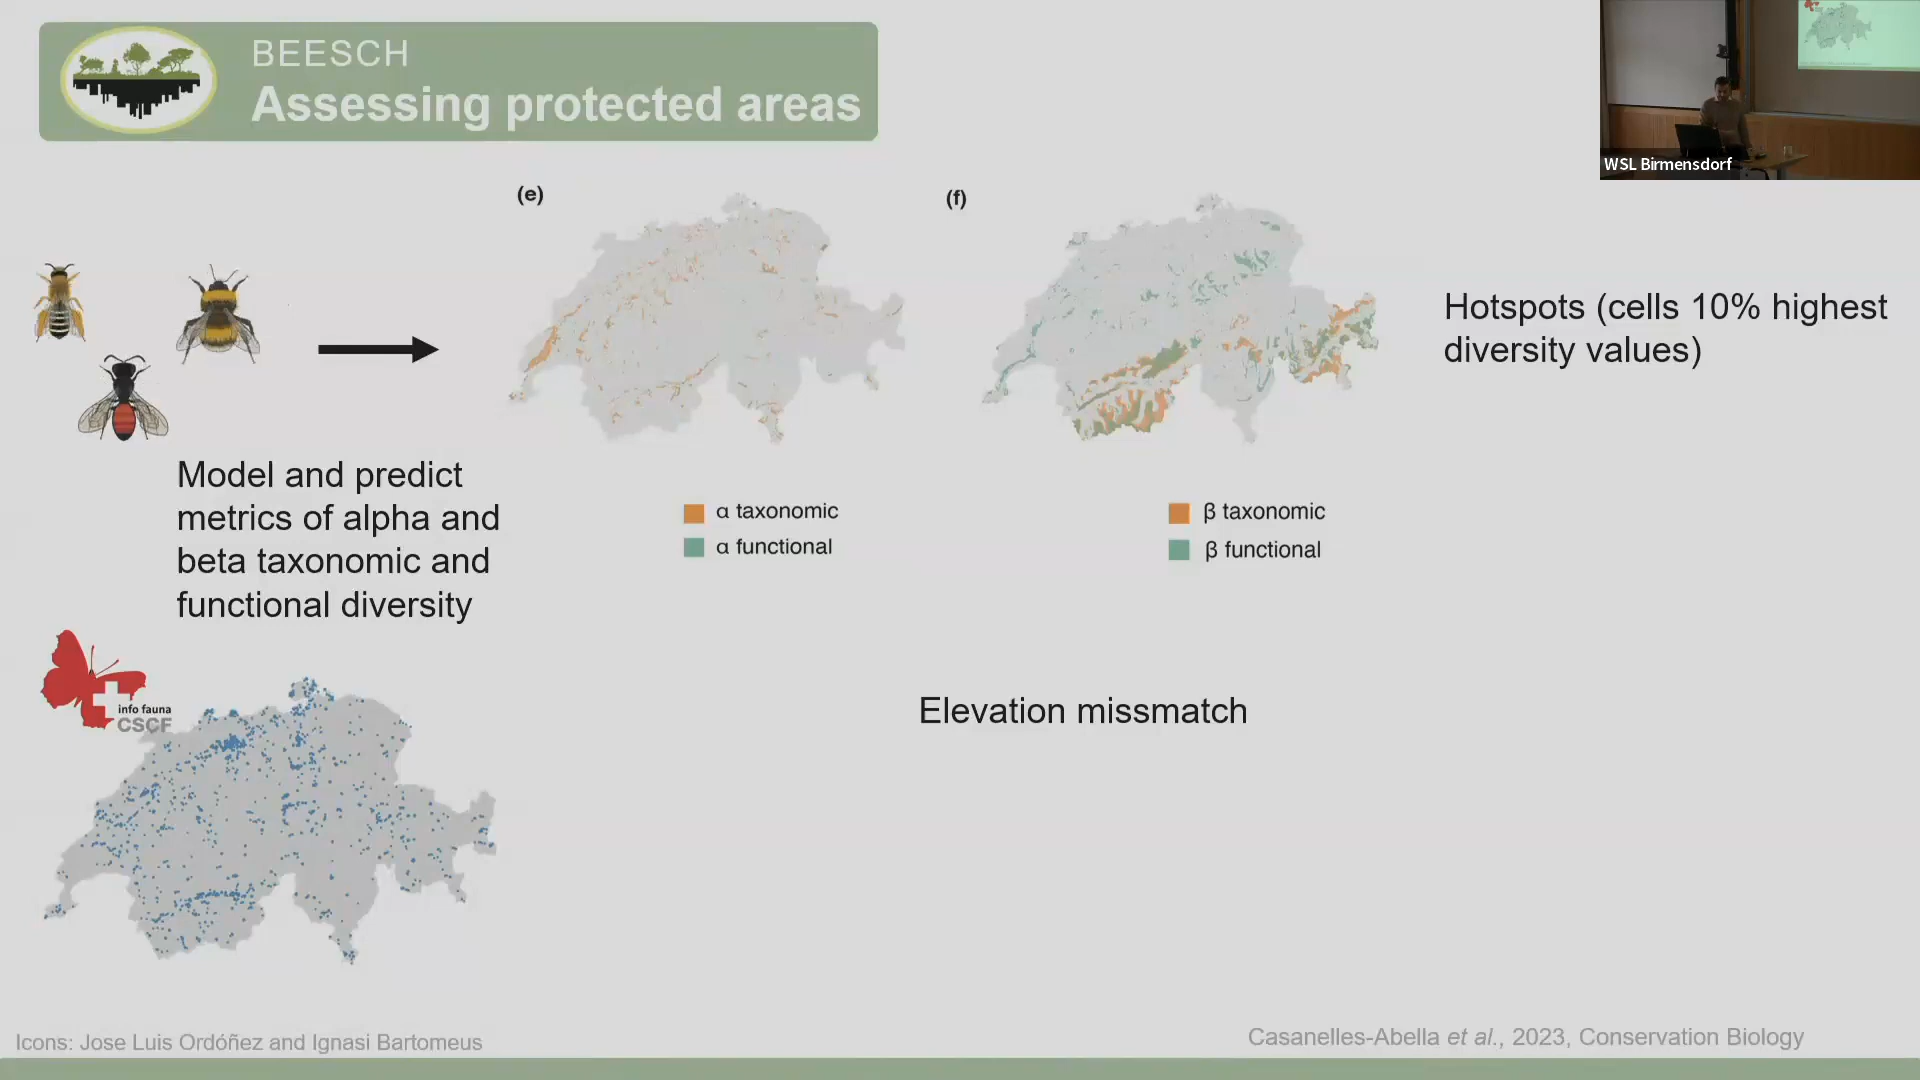 BEESCH
Assessing protected areas
WSL Birmensdorf
(e)
(f)
Hotspots (cells 10% highest
diversity values)
Model and predict
metrics of alpha and
beta taxonomic and
functional diversity
α taxonomic
α functional
β taxonomic
β functional
info fauna
CSCF
Elevation missmatch
Icons: Jose Luis Ordóñez and Ignasi Bartomeus
Casanelles-Abella et al., 2023, Conservation Biology